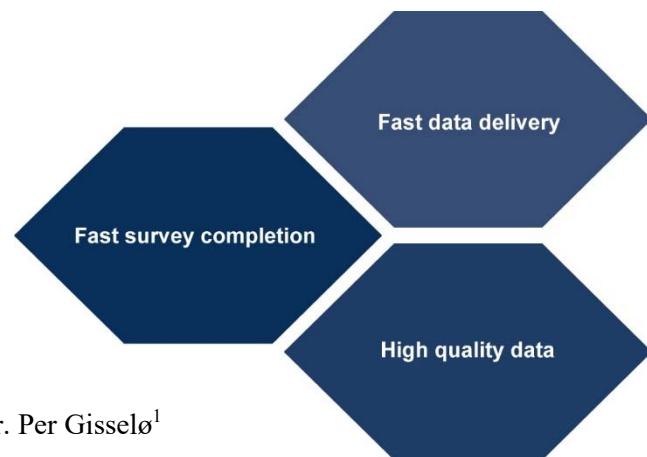 Fast data delivery
Fast survey completion
High quality data
r. Per Gisselø¹